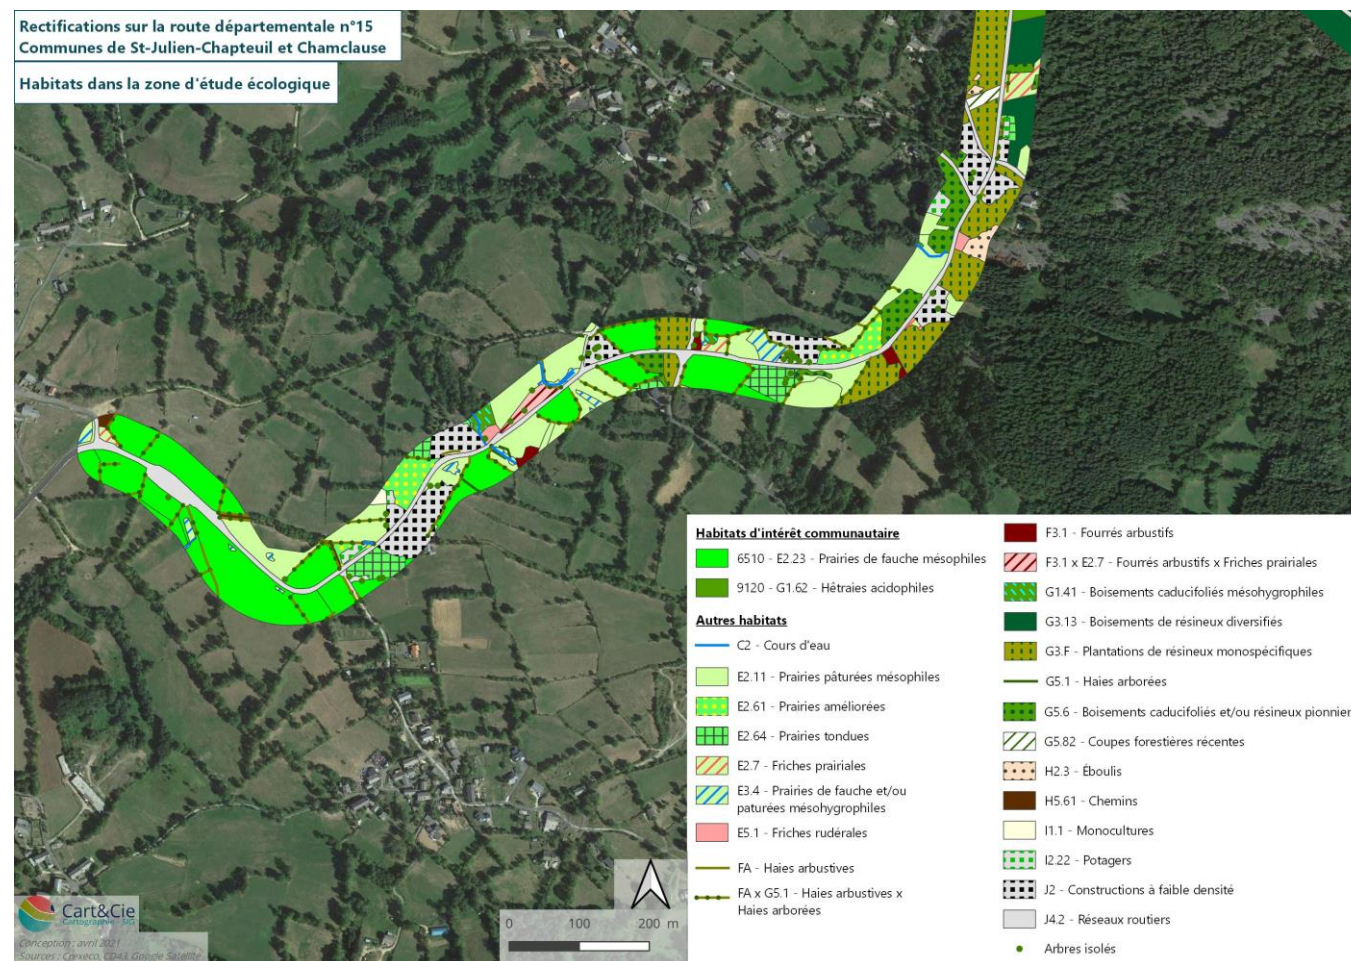 Rectifications sur la route départementale n°15
Communes de St-Julien-Chapteuil et Chamclause
Habitats dans la zone d'étude écologique
Habitats d'intérêt communautaire
6510 - E2.23 - Prairies de fauche mésophiles
9120 - G1.62 - Hêtraies acidophiles
Autres habitats
C2 - Cours d'eau
E2.11 - Prairies pâturées mésophiles
E2.61 - Prairies améliorées
E2.64 - Prairies tondues
E2.7 - Friches prairiales
E3.4 - Prairies de fauche et/ou
paturées mésohygrophiles
E5.1 - Friches rudérales
FA - Haies arbustives
FA x G5.1 - Haies arbustives x
Haies arborées
F3.1 - Fourrés arbustifs
F3.1 x E2.7 - Fourrés arbustifs x Friches prairiales
G1.41 - Boisements caducifoliés mésohygrophiles
G3.13 - Boisements de résineux diversifiés
G3.F - Plantations de résineux monospécifiques
G5.1 - Haies arborées
G5.6 - Boisements caducifoliés et/ou résineux pionnier
G5.82 - Coupes forestières récentes
H2.3 - Éboulis
H5.61 - Chemins
I1.1 - Monocultures
I2.22 - Potagers
J2 - Constructions à faible densité
J4.2 - Réseaux routiers
Arbres isolés
0 100 200 m
Cart&Cie
Cartographie - SIG
Conception : avril 2021
Sources : Crexeco, CD43, Google Satellite